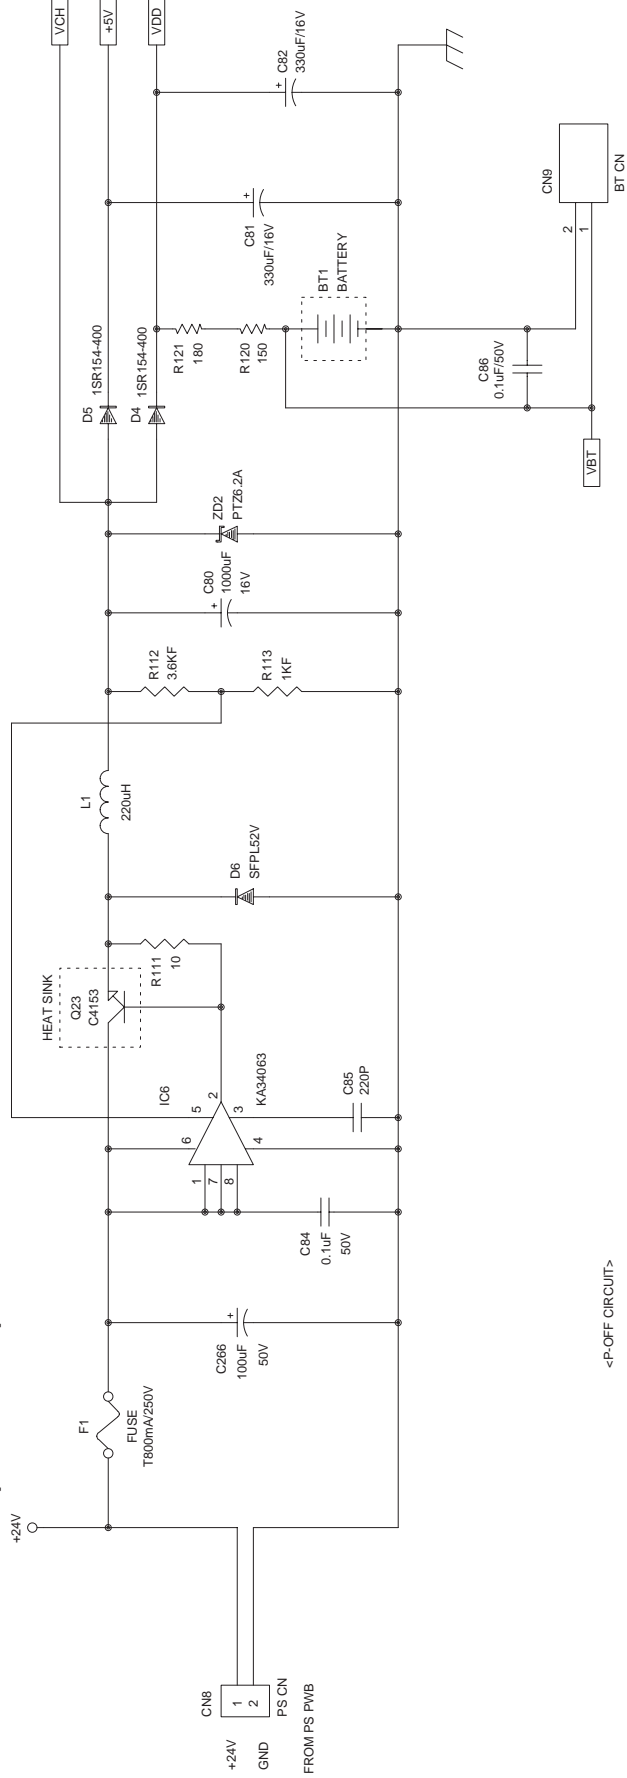 +24V
GND
FROM PS PWB
CN8
1
2
PS CN
+24V
F1
FUSE
T800mA/250V
C266
100uF
50V
+
C84
0.1uF
50V
IC6
KA34063
1
7
8
6
5
2
3
4
C85
220P
HEAT SINK
Q23
C4153
R111
10
D6
SFPL52V
L1
220uH
R112
3.6KF
R113
1KF
C80
1000uF
16V
+
ZD2
PTZ6.2A
D5
1SR154-400
D4
1SR154-400
R121
180
R120
150
BT1
BATTERY
C81
330uF/16V
+
C82
330uF/16V
+
VCH
+5V
VDD
C86
0.1uF/50V
VBT
CN9
2
1
BT CN
<P-OFF CIRCUIT>